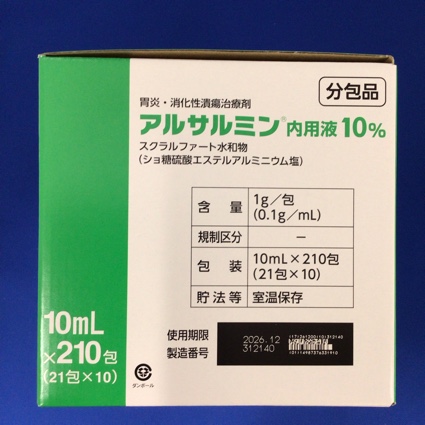 分包品
胃炎・消化性潰瘍治療剤
アルサルミン® 内用液10%
スクラルファート水和物
(ショ糖硫酸エステルアルミニウム塩)
含量 1g/包
(0.1g/mL)
規制区分 −
包装 10mL×210包
(21包×10)
貯法等 室温保存
10mL
×210包
(21包×10)
ダンボール
使用期限 2026.12
製造番号 312140